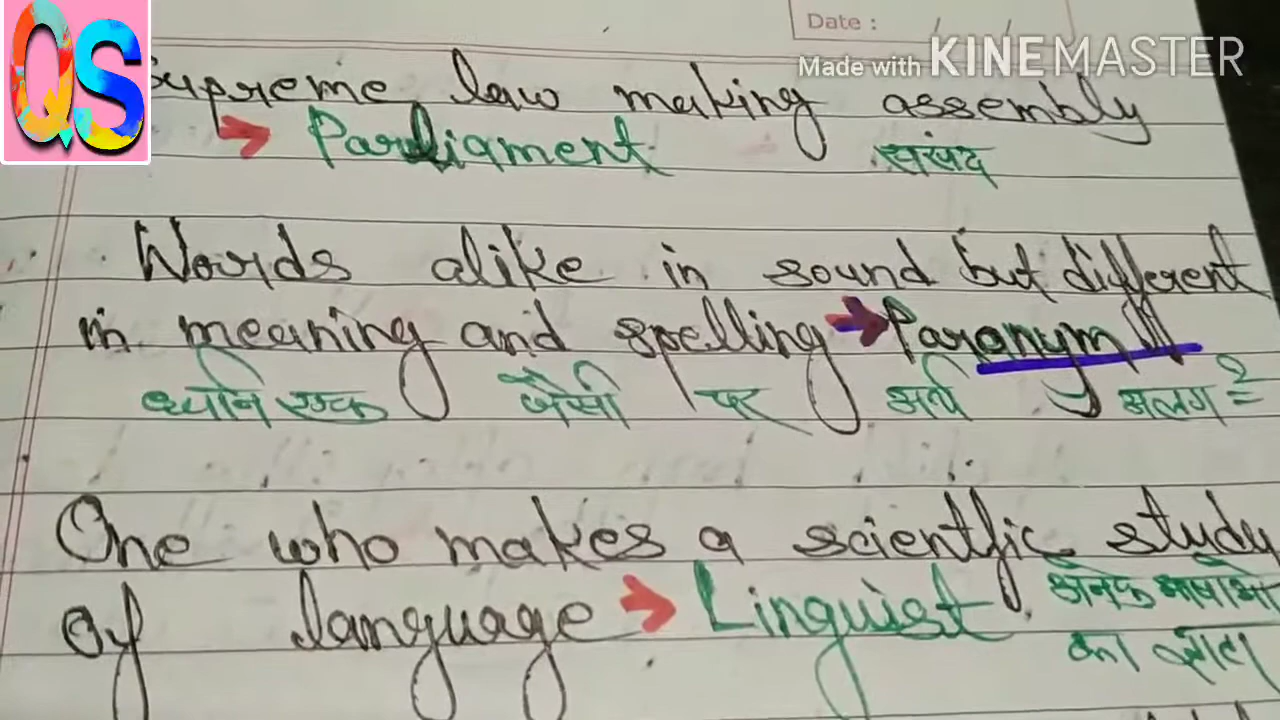 QS
Date :
Made with KINEMASTER
Supreme law making assembly
→ Parliament संसद
Words alike in sound but different
in meaning and spelling → Paronym
ध्वनि एक जैसी पर अर्थ अलग
One who makes a scientific study
of language → Linguist अनेक भाषाओ
का ज्ञाता